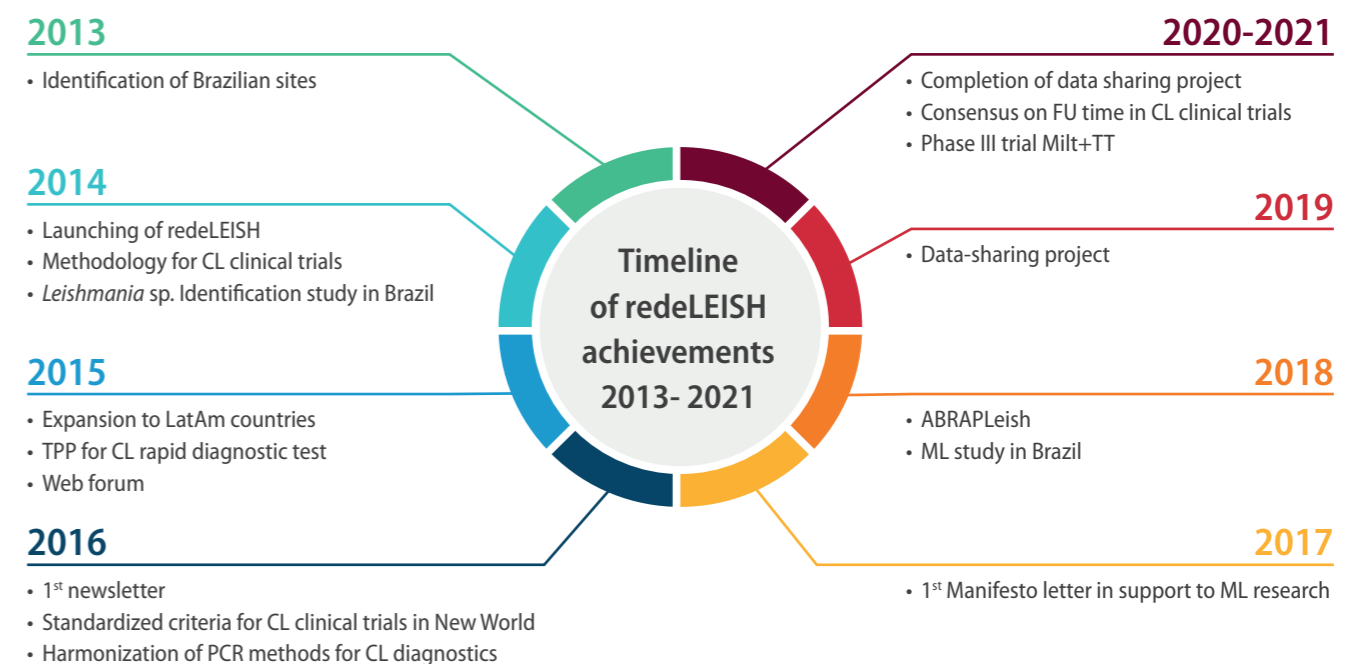 2013
• Identification of Brazilian sites
2014
• Launching of redeLEISH
• Methodology for CL clinical trials
• Leishmania sp. Identification study in Brazil
2015
• Expansion to LatAm countries
• TPP for CL rapid diagnostic test
• Web forum
2016
• 1st newsletter
• Standardized criteria for CL clinical trials in New World
• Harmonization of PCR methods for CL diagnostics
Timeline
of redeLEISH
achievements
2013- 2021
2020-2021
• Completion of data sharing project
• Consensus on FU time in CL clinical trials
• Phase III trial Milt+TT
2019
• Data-sharing project
2018
• ABRAPLeish
• ML study in Brazil
2017
• 1st Manifesto letter in support to ML research